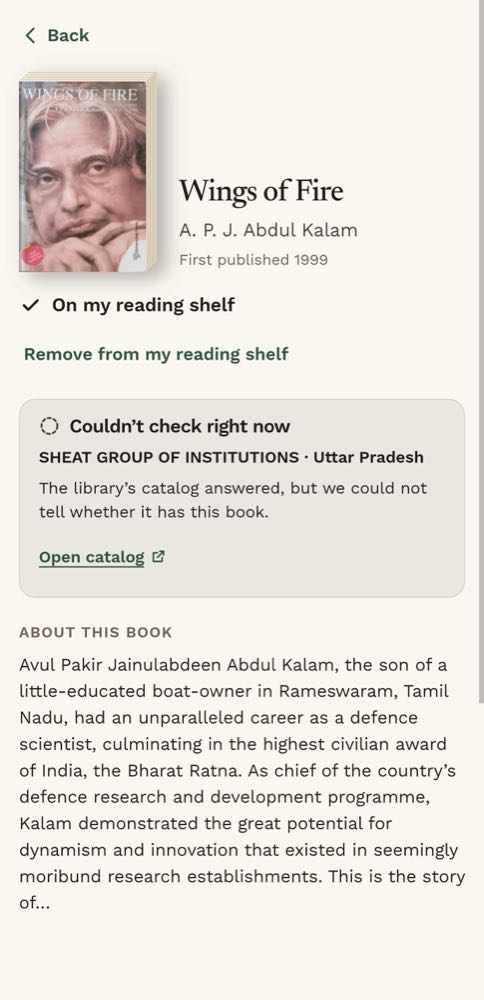 Back
WINGS OF FIRE
Wings of Fire
A. P. J. Abdul Kalam
First published 1999
On my reading shelf
Remove from my reading shelf
Couldn’t check right now
SHEAT GROUP OF INSTITUTIONS · Uttar Pradesh
The library’s catalog answered, but we could not
tell whether it has this book.
Open catalog
ABOUT THIS BOOK
Avul Pakir Jainulabdeen Abdul Kalam, the son of a
little-educated boat-owner in Rameswaram, Tamil
Nadu, had an unparalleled career as a defence
scientist, culminating in the highest civilian award
of India, the Bharat Ratna. As chief of the country’s
defence research and development programme,
Kalam demonstrated the great potential for
dynamism and innovation that existed in seemingly
moribund research establishments. This is the story
of…